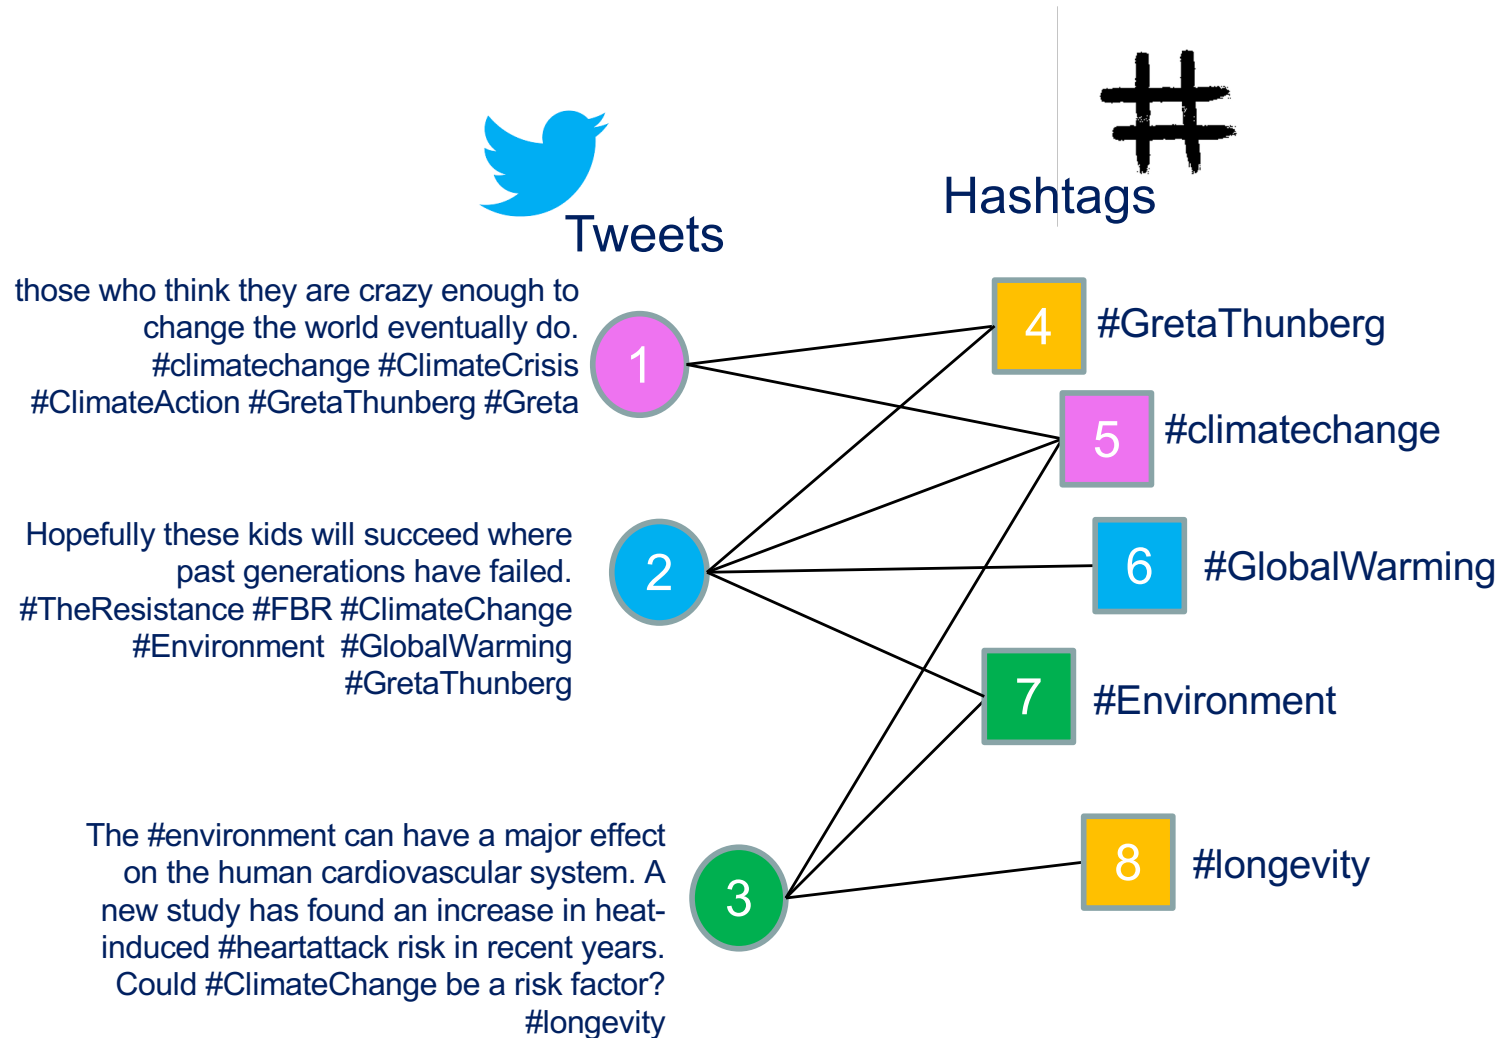 Tweets
Hashtags
those who think they are crazy enough to
change the world eventually do.
#climatechange #ClimateCrisis
#ClimateAction #GretaThunberg #Greta
1
4
#GretaThunberg
5
#climatechange
Hopefully these kids will succeed where
past generations have failed.
#TheResistance #FBR #ClimateChange
#Environment #GlobalWarming
#GretaThunberg
2
6
#GlobalWarming
7
#Environment
The #environment can have a major effect
on the human cardiovascular system. A
new study has found an increase in heat-
induced #heartattack risk in recent years.
Could #ClimateChange be a risk factor?
#longevity
3
8
#longevity